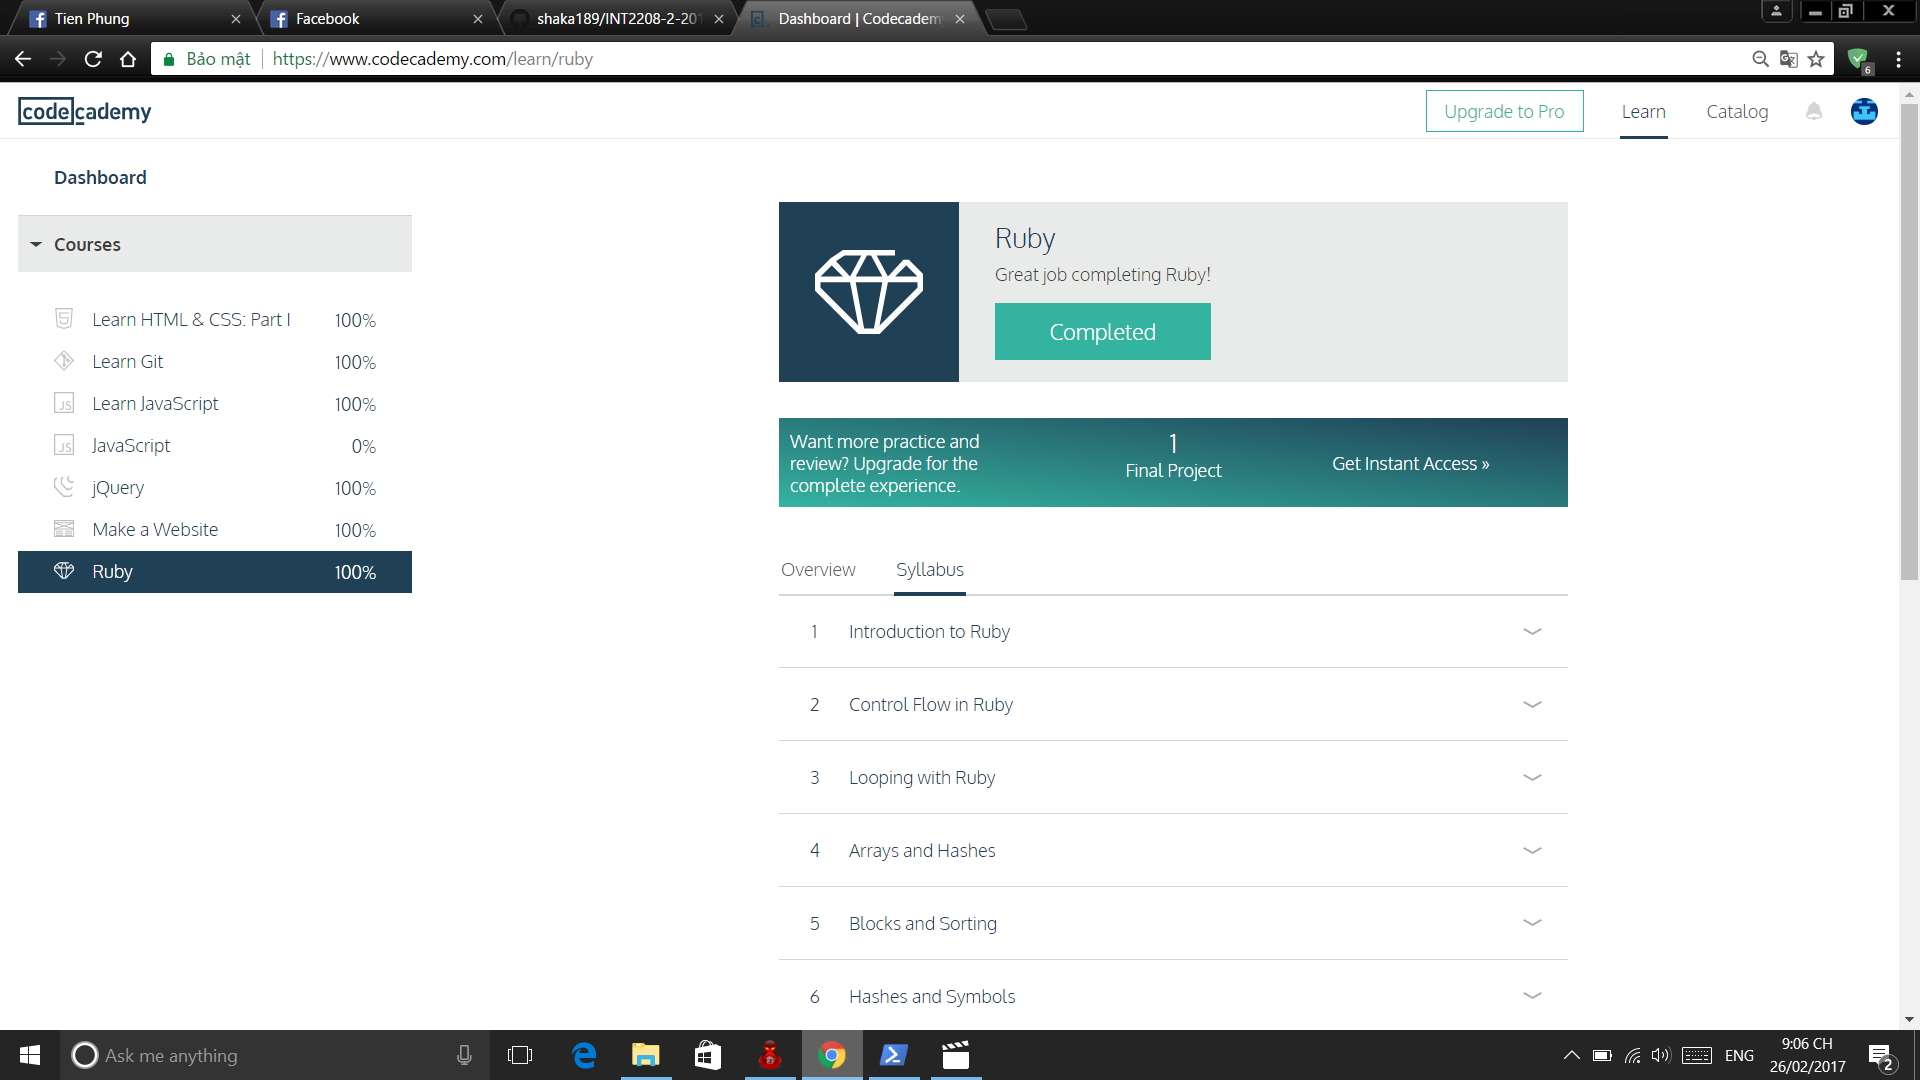 Tien Phung
Facebook
shaka189/INT2208-2-201
Dashboard | Codecadem
Bảo mật
https://www.codecademy.com/learn/ruby
6
codecademy
Upgrade to Pro
Learn
Catalog
Dashboard
Courses
Learn HTML & CSS: Part I 100%
Learn Git 100%
JS Learn JavaScript 100%
JS JavaScript 0%
jQuery 100%
Make a Website 100%
Ruby 100%
Ruby
Great job completing Ruby!
Completed
Want more practice and
review? Upgrade for the
complete experience.
1
Final Project
Get Instant Access »
Overview Syllabus
1 Introduction to Ruby
2 Control Flow in Ruby
3 Looping with Ruby
4 Arrays and Hashes
5 Blocks and Sorting
6 Hashes and Symbols
Ask me anything
ENG
9:06 CH
26/02/2017
2